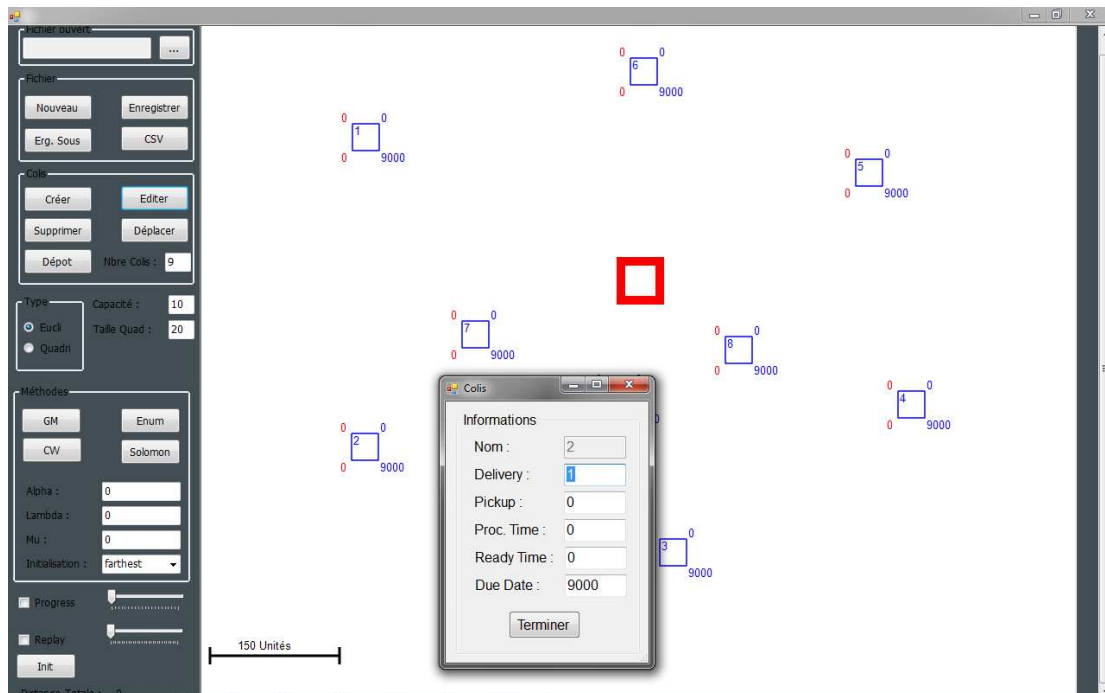 Fichier ouvert
...
Fichier
Nouveau Enregistrer
Erg. Sous CSV
Colis
Créer Editer
Supprimer Déplacer
Dépot Nbre Colis : 9
Type
Capacité : 10
Eucli
Taille Quad : 20
Quadri
Méthodes
GM Enum
CW Solomon
Alpha : 0
Lambda : 0
Mu : 0
Initialisation : farthest
Progress
Replay
Init
Distance Totale : 0
0 0
6
0 9000
0 0
1
0 9000
0 0
5
0 9000
0 0
7
0 9000
0 0
8
0 9000
0 0
4
0 9000
0 0
2
0 9000
0
3
9000
150 Unités
Colis
Informations
Nom : 2
Delivery : 1
Pickup : 0
Proc. Time : 0
Ready Time : 0
Due Date : 9000
Terminer